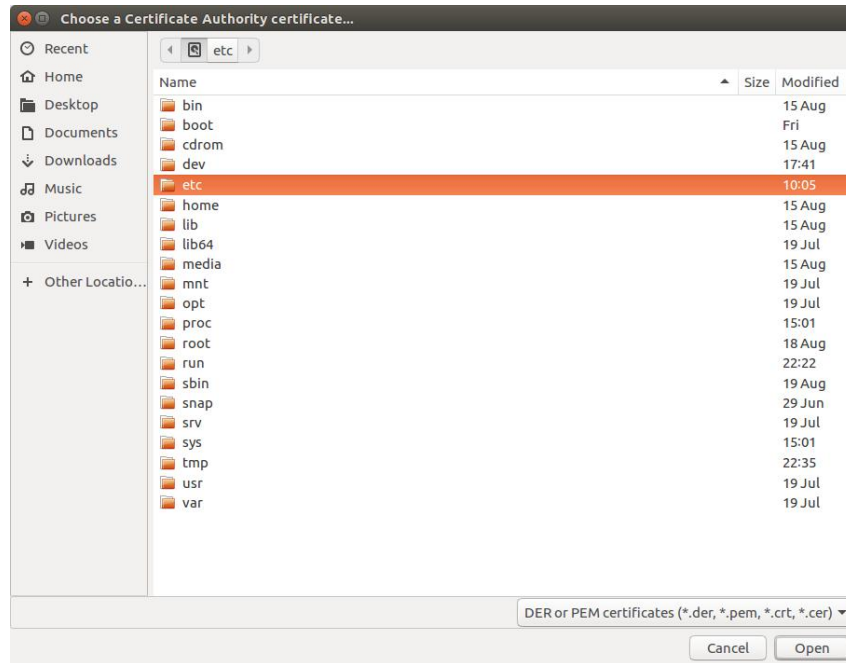 Choose a Certificate Authority certificate...
Recent
Home
Desktop
Documents
Downloads
Music
Pictures
Videos
+ Other Locatio...
etc
Name Size Modified
bin 15 Aug
boot Fri
cdrom 15 Aug
dev 17:41
etc 10:05
home 15 Aug
lib 15 Aug
lib64 19 Jul
media 15 Aug
mnt 19 Jul
opt 19 Jul
proc 15:01
root 18 Aug
run 22:22
sbin 19 Aug
snap 29 Jun
srv 19 Jul
sys 15:01
tmp 22:35
usr 19 Jul
var 19 Jul
DER or PEM certificates (*.der, *.pem, *.crt, *.cer)
Cancel Open